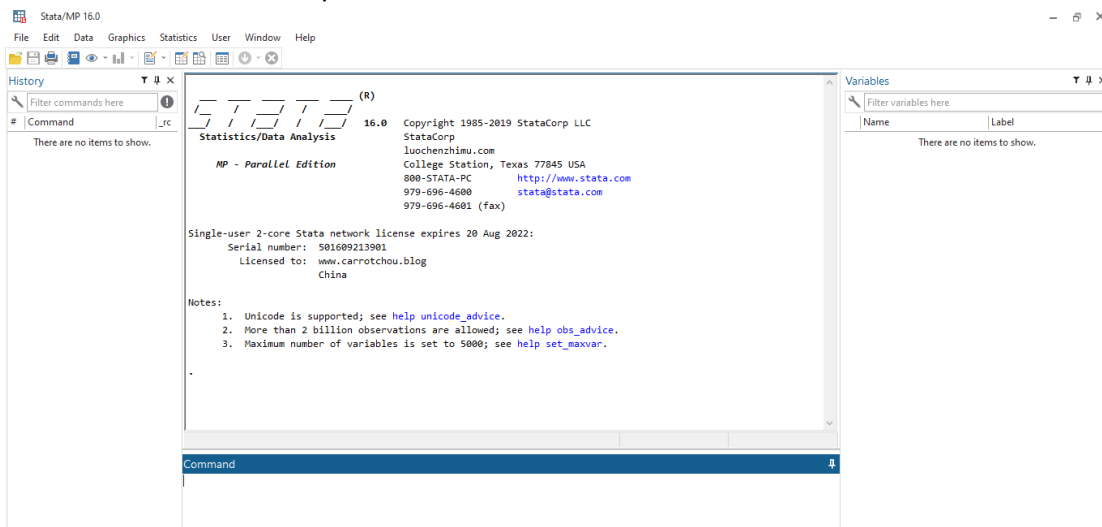 Stata/MP 16.0
File Edit Data Graphics Statistics User Window Help
History
Filter commands here
# Command _rc
There are no items to show.
(R)
16.0 Copyright 1985-2019 StataCorp LLC
Statistics/Data Analysis StataCorp
luochenzhimu.com
MP - Parallel Edition College Station, Texas 77845 USA
800-STATA-PC http://www.stata.com
979-696-4600 stata@stata.com
979-696-4601 (fax)
Single-user 2-core Stata network license expires 20 Aug 2022:
Serial number: 501609213901
Licensed to: www.carrotchou.blog
China
Notes:
1. Unicode is supported; see help unicode_advice.
2. More than 2 billion observations are allowed; see help obs_advice.
3. Maximum number of variables is set to 5000; see help set_maxvar.
.
Command
Variables
Filter variables here
Name Label
There are no items to show.